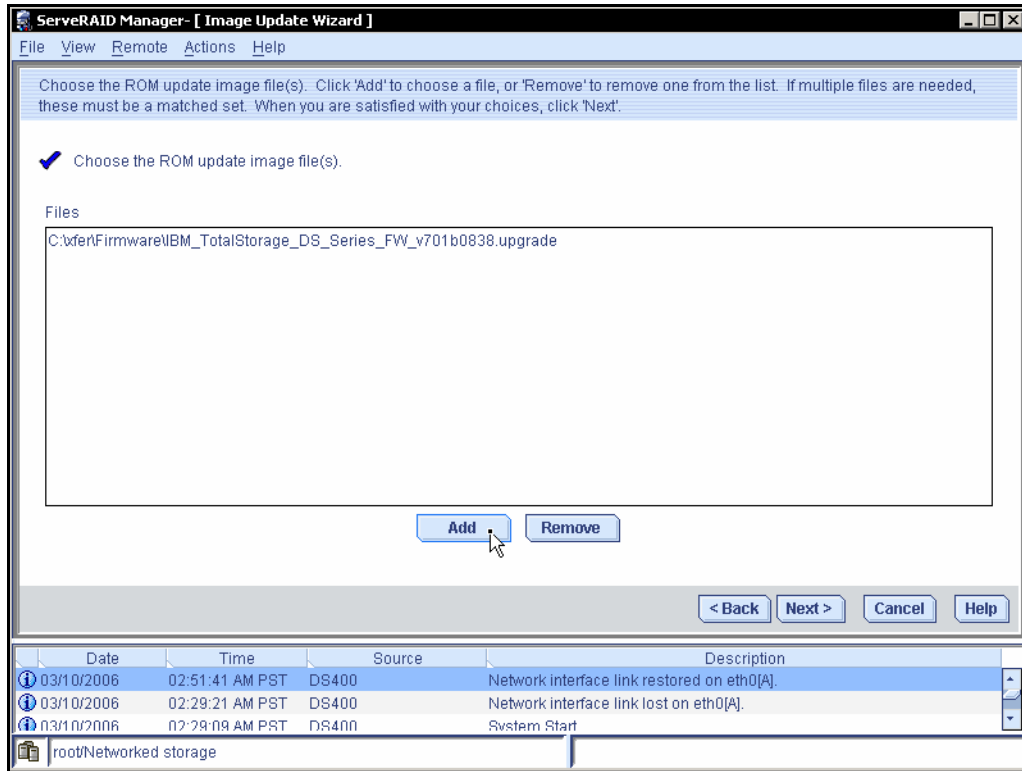 ServeRAID Manager- [ Image Update Wizard ]
File View Remote Actions Help
Choose the ROM update image file(s). Click 'Add' to choose a file, or 'Remove' to remove one from the list. If multiple files are needed,
these must be a matched set. When you are satisfied with your choices, click 'Next'.
Choose the ROM update image file(s).
Files
C:\xfer\Firmware\IBM_TotalStorage_DS_Series_FW_v701b0838.upgrade
Add Remove
< Back Next > Cancel Help
Date Time Source Description
03/10/2006 02:51:41 AM PST DS400 Network interface link restored on eth0[A].
03/10/2006 02:29:21 AM PST DS400 Network interface link lost on eth0[A].
03/10/2006 02:29:09 AM PST DS400 System Start
root/Networked storage